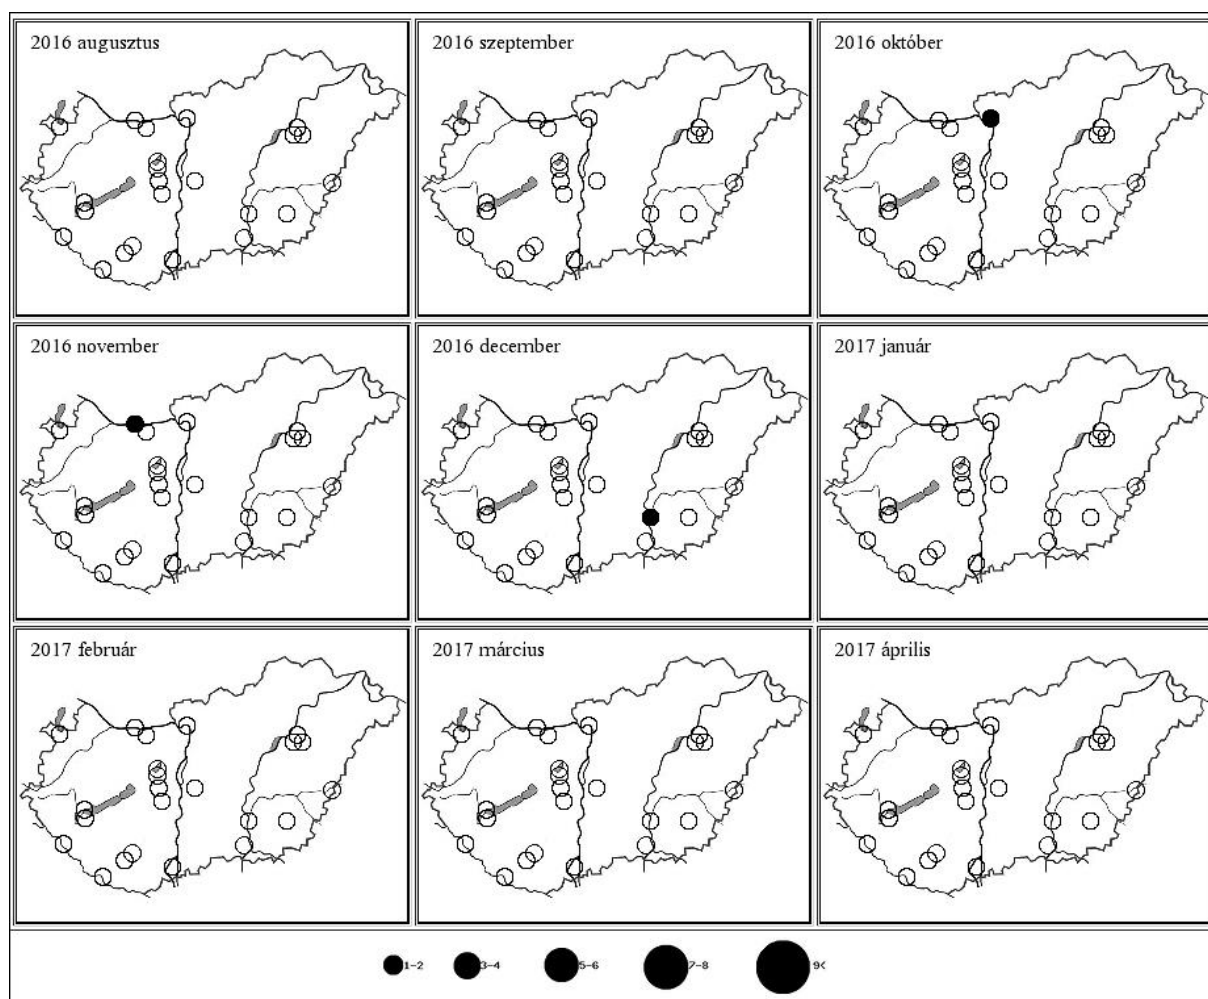 2016 augusztus
2016 szeptember
2016 október
2016 november
2016 december
2017 január
2017 február
2017 március
2017 április
1-2 3-4 5-6 7-8 9<